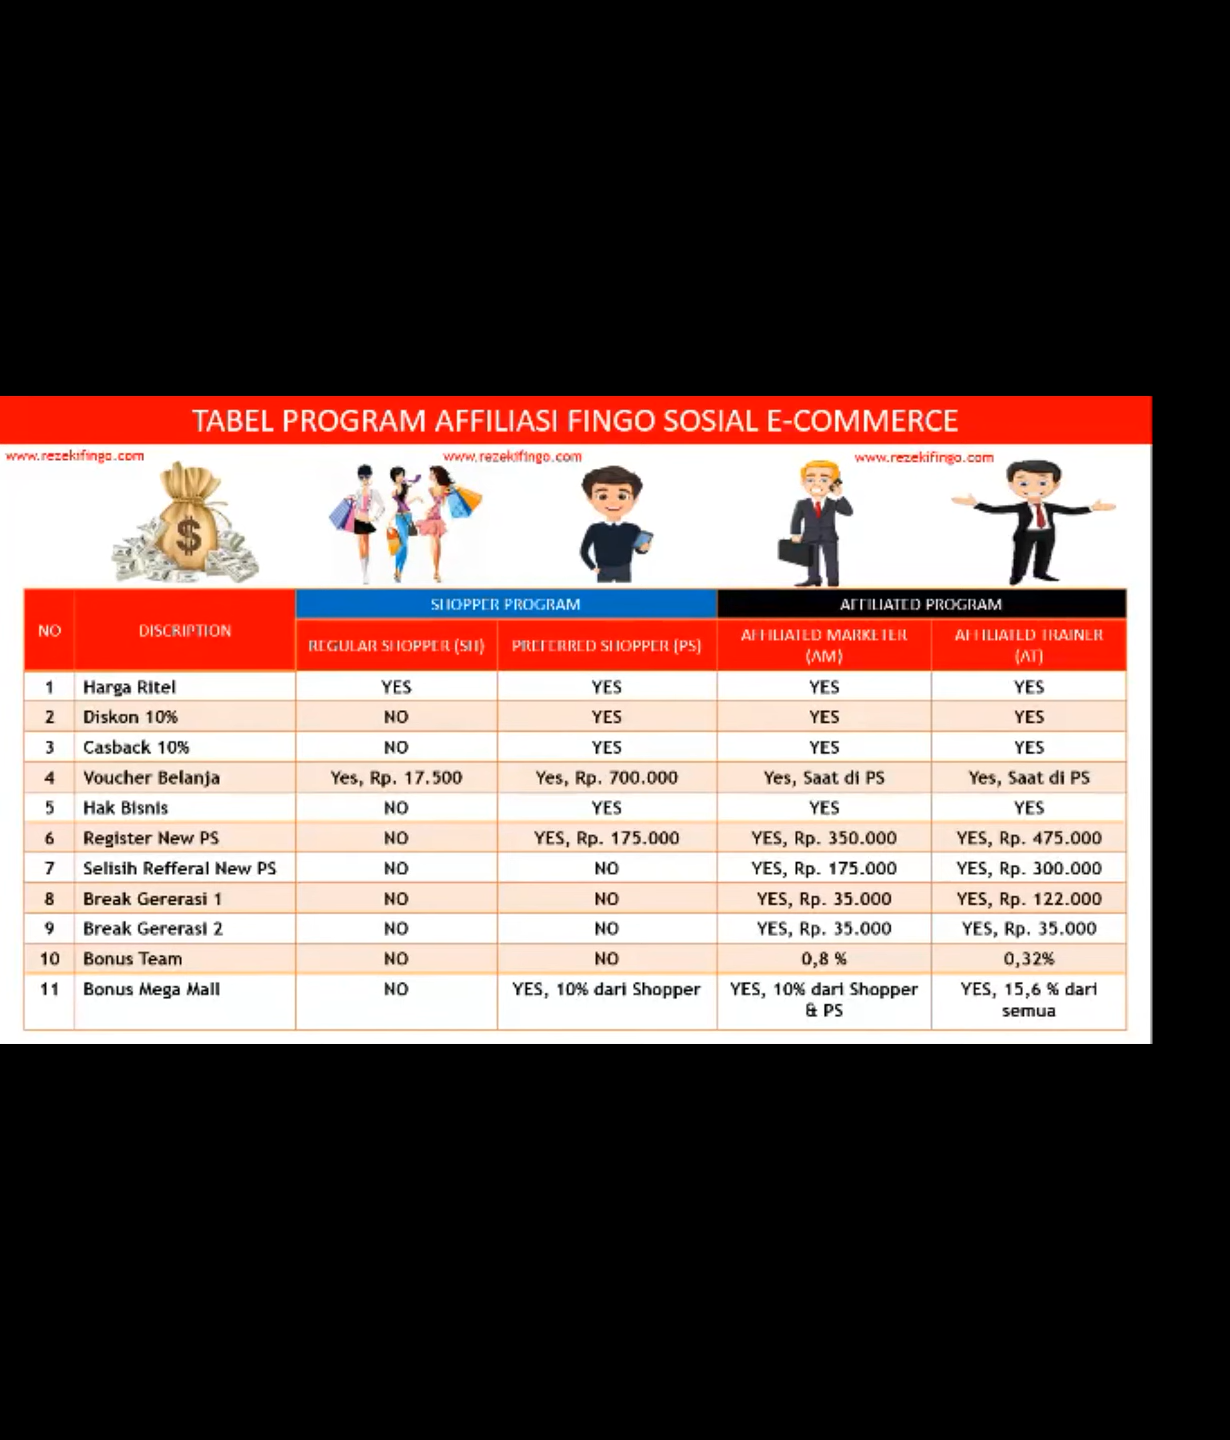 TABEL PROGRAM AFFILIASI FINGO SOSIAL E-COMMERCE
www.rezekifingo.com www.rezekifingo.com www.rezekifingo.com
NO DISCRIPTION SHOPPER PROGRAM AFFILIATED PROGRAM
REGULAR SHOPPER (SH) PREFERRED SHOPPER (PS) AFFILIATED MARKETER (AM) AFFILIATED TRAINER (AT)
1 Harga Ritel YES YES YES YES
2 Diskon 10% NO YES YES YES
3 Casback 10% NO YES YES YES
4 Voucher Belanja Yes, Rp. 17.500 Yes, Rp. 700.000 Yes, Saat di PS Yes, Saat di PS
5 Hak Bisnis NO YES YES YES
6 Register New PS NO YES, Rp. 175.000 YES, Rp. 350.000 YES, Rp. 475.000
7 Selisih Refferal New PS NO NO YES, Rp. 175.000 YES, Rp. 300.000
8 Break Gererasi 1 NO NO YES, Rp. 35.000 YES, Rp. 122.000
9 Break Gererasi 2 NO NO YES, Rp. 35.000 YES, Rp. 35.000
10 Bonus Team NO NO 0,8 % 0,32%
11 Bonus Mega Mall NO YES, 10% dari Shopper YES, 10% dari Shopper & PS YES, 15,6 % dari semua